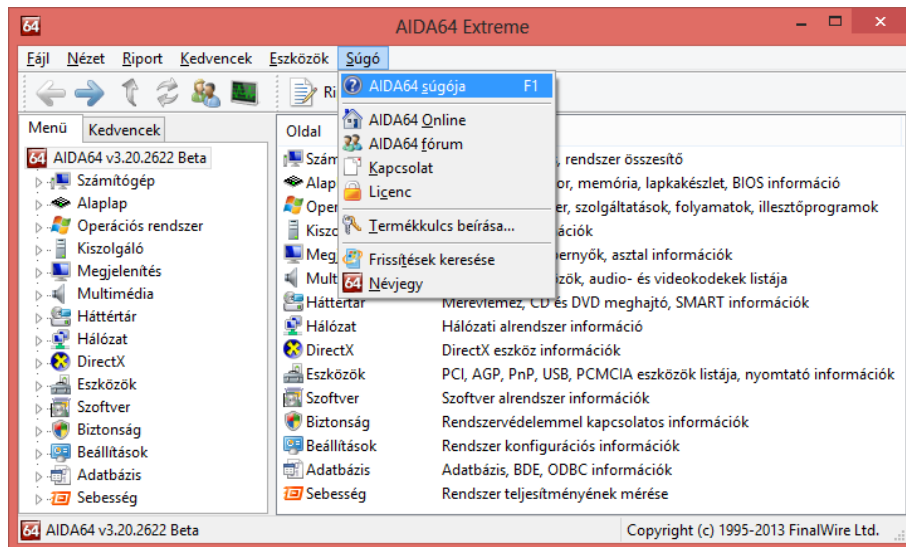 64
AIDA64 Extreme
Fájl Nézet Riport Kedvencek Eszközök Súgó
Ri
AIDA64 súgója F1
AIDA64 Online
AIDA64 fórum
Kapcsolat
Licenc
Termékkulcs beírása...
Frissítések keresése
64 Névjegy
Menü Kedvencek
64 AIDA64 v3.20.2622 Beta
Számítógép
Alaplap
Operációs rendszer
Kiszolgáló
Megjelenítés
Multimédia
Háttértár
Hálózat
DirectX
Eszközök
Szoftver
Biztonság
Beállítások
Adatbázis
Sebesség
Oldal
Szám , rendszer összesítő
Alap or, memória, lapkakészlet, BIOS információ
Oper er, szolgáltatások, folyamatok, illesztőprogramok
Kiszo ációk
Meg ernyők, asztal információk
Mult zök, audio- és videokodekek listája
Háttértár Merevlemez, CD és DVD meghajtó, SMART információk
Hálózat Hálózati alrendszer információ
DirectX DirectX eszköz információk
Eszközök PCI, AGP, PnP, USB, PCMCIA eszközök listája, nyomtató információk
Szoftver Szoftver alrendszer információk
Biztonság Rendszervédelemmel kapcsolatos információk
Beállítások Rendszer konfigurációs információk
Adatbázis Adatbázis, BDE, ODBC információk
Sebesség Rendszer teljesítményének mérése
64 AIDA64 v3.20.2622 Beta
Copyright (c) 1995-2013 FinalWire Ltd.